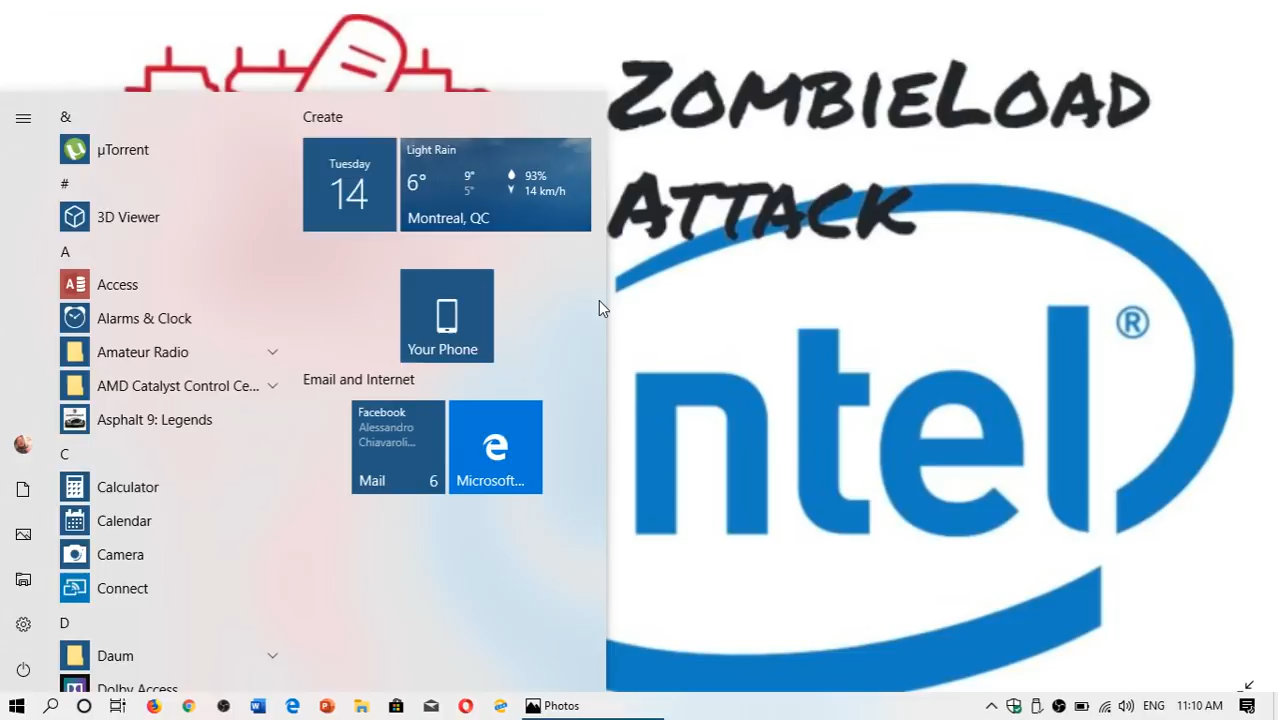 ZombieLoad
Attack
ntel
®
&
µTorrent
#
3D Viewer
A
Access
Alarms & Clock
Amateur Radio
AMD Catalyst Control Ce...
Asphalt 9: Legends
C
Calculator
Calendar
Camera
Connect
D
Daum
Dolby Access
Create
Tuesday
14
Light Rain
6° 9° 93%
5° 14 km/h
Montreal, QC
Your Phone
Email and Internet
Facebook
Alessandro
Chiavaroli...
Mail 6
Microsoft...
Photos
ENG 11:10 AM